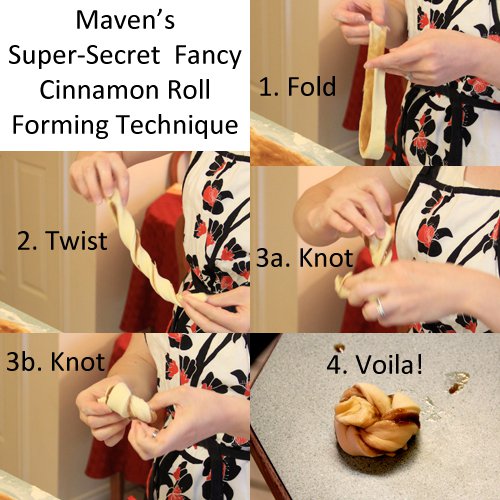 Maven’s
Super-Secret Fancy
Cinnamon Roll
Forming Technique
1. Fold
2. Twist
3a. Knot
3b. Knot
4. Voila!